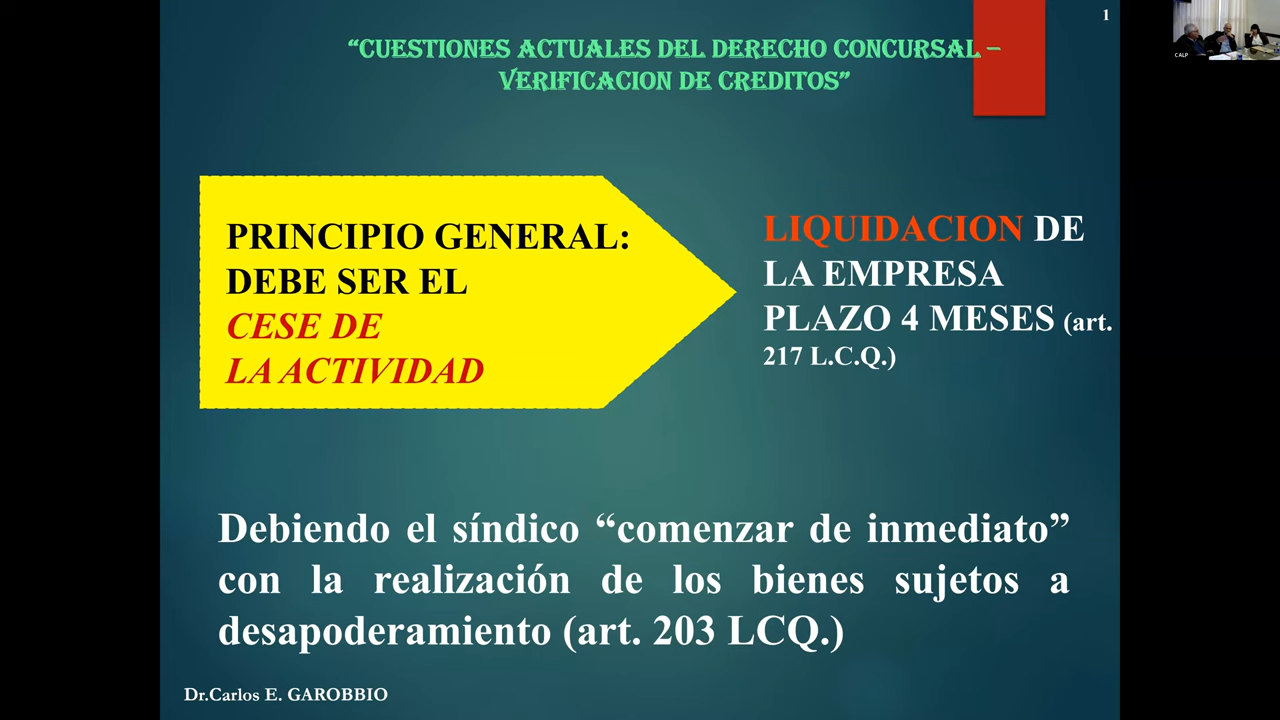 1
“CUESTIONES ACTUALES DEL DERECHO CONCURSAL –
VERIFICACION DE CREDITOS”
PRINCIPIO GENERAL:
DEBE SER EL
CESE DE
LA ACTIVIDAD
LIQUIDACION DE
LA EMPRESA
PLAZO 4 MESES (art.
217 L.C.Q.)
Debiendo el síndico “comenzar de inmediato”
con la realización de los bienes sujetos a
desapoderamiento (art. 203 LCQ.)
Dr.Carlos E. GAROBBIO
CALP